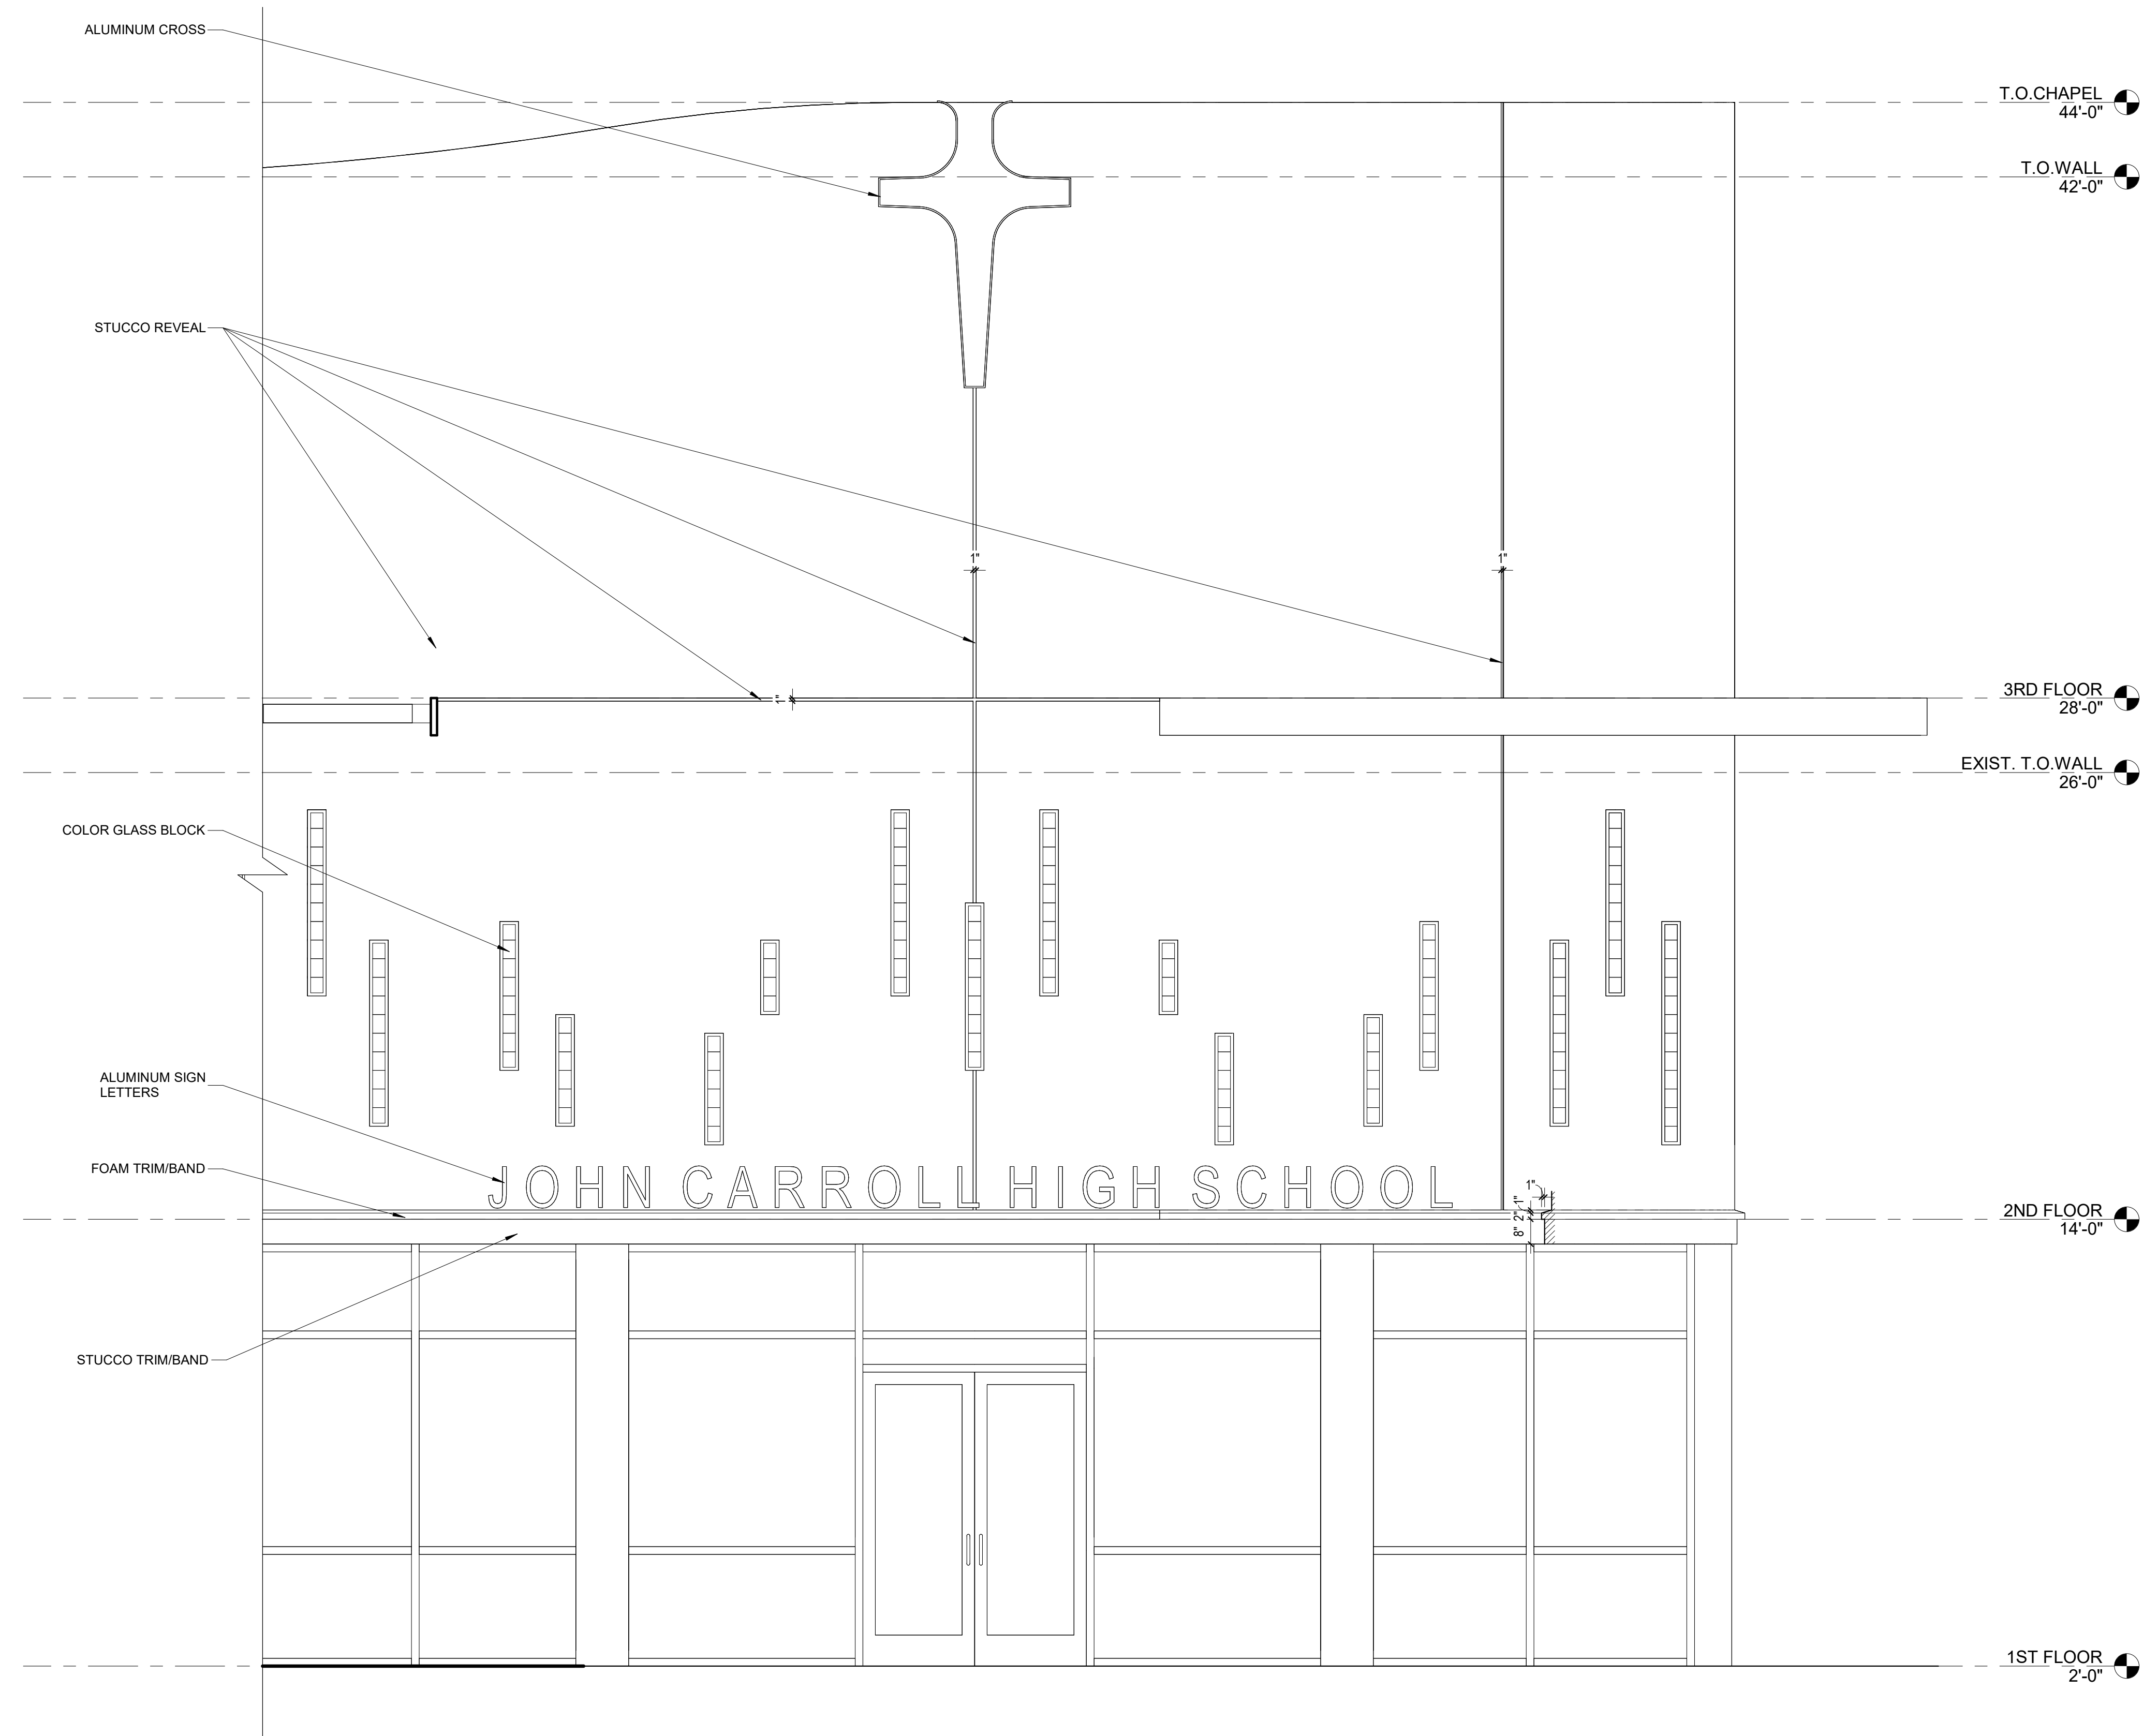 ALUMINUM CROSS
T.O.CHAPEL
44'-0"
T.O.WALL
42'-0"
STUCCO REVEAL
1"
1"
1"
3RD FLOOR
28'-0"
EXIST. T.O.WALL
26'-0"
COLOR GLASS BLOCK
ALUMINUM SIGN
LETTERS
FOAM TRIM/BAND
JOHN CARROLL HIGH SCHOOL
1"
1"
2"
8"
2ND FLOOR
14'-0"
STUCCO TRIM/BAND
1ST FLOOR
2'-0"